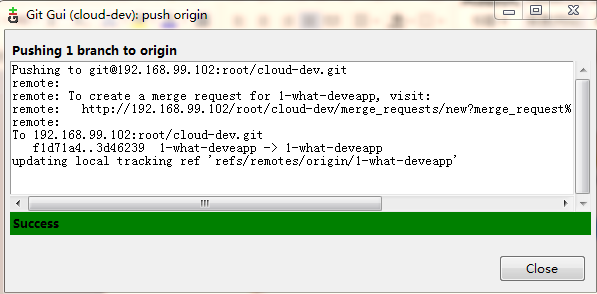 Git Gui (cloud-dev): push origin
Pushing 1 branch to origin
Pushing to git@192.168.99.102:root/cloud-dev.git
remote:
remote: To create a merge request for 1-what-deveapp, visit:
remote:   http://192.168.99.102/root/cloud-dev/merge_requests/new?merge_request%
remote:
To 192.168.99.102:root/cloud-dev.git
   f1d71a4..3d46239  1-what-deveapp -> 1-what-deveapp
updating local tracking ref 'refs/remotes/origin/1-what-deveapp'
Success
Close